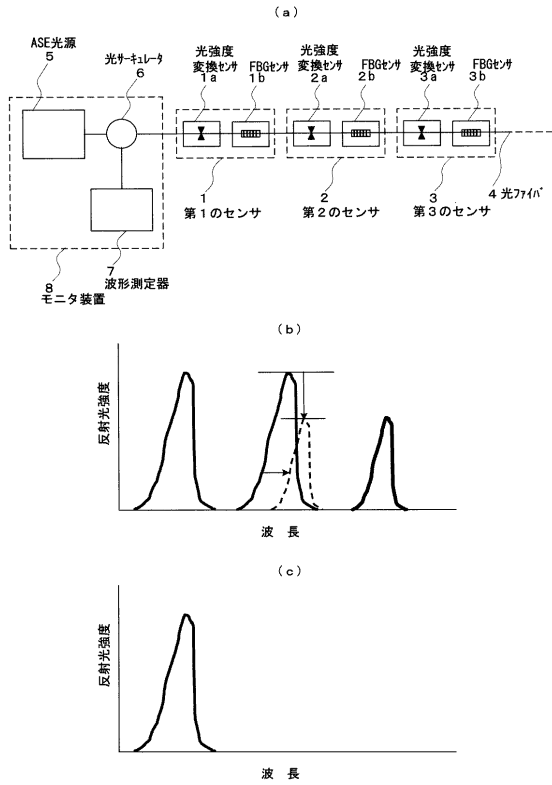 (a)
ASE光源
5
光サーキュレータ
6
光強度
変換センサ
1a
FBGセンサ
1b
光強度
変換センサ
2a
FBGセンサ
2b
光強度
変換センサ
3a
FBGセンサ
3b
1
第1のセンサ
2
第2のセンサ
3
第3のセンサ
4 光ファイバ
7
波形測定器
8
モニタ装置
(b)
反射光強度
波 長
(c)
反射光強度
波 長